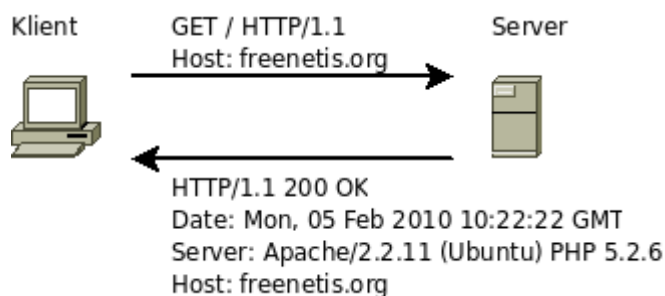 Klient
GET / HTTP/1.1
Host: freenetis.org
Server
HTTP/1.1 200 OK
Date: Mon, 05 Feb 2010 10:22:22 GMT
Server: Apache/2.2.11 (Ubuntu) PHP 5.2.6
Host: freenetis.org